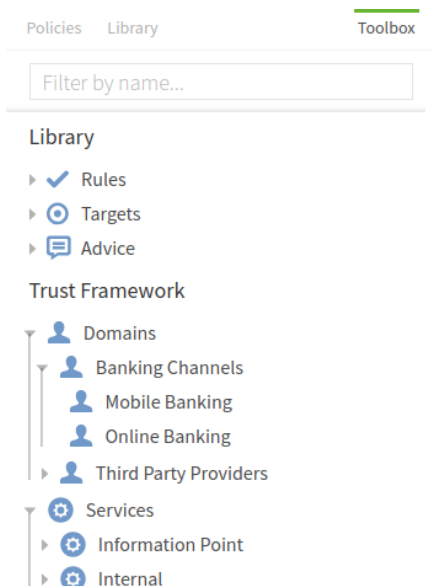 Policies Library Toolbox
Filter by name...
Library
Rules
Targets
Advice
Trust Framework
Domains
Banking Channels
Mobile Banking
Online Banking
Third Party Providers
Services
Information Point
Internal